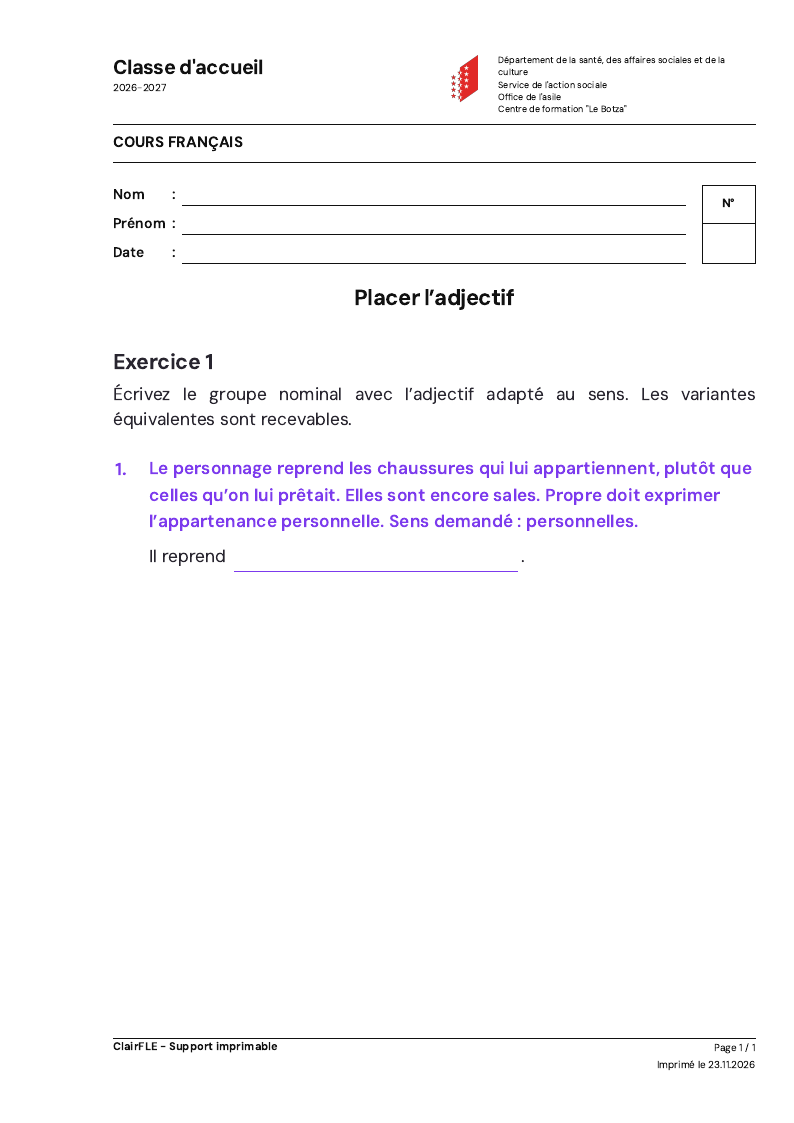 Classe d'accueil
2026-2027
Département de la santé, des affaires sociales et de la
culture
Service de l'action sociale
Office de l'asile
Centre de formation "Le Botza"
COURS FRANÇAIS
Nom :
Prénom :
Date :
N°
Placer l’adjectif
Exercice 1
Écrivez le groupe nominal avec l’adjectif adapté au sens. Les variantes
équivalentes sont recevables.
1. Le personnage reprend les chaussures qui lui appartiennent, plutôt que
celles qu’on lui prêtait. Elles sont encore sales. Propre doit exprimer
l’appartenance personnelle. Sens demandé : personnelles.
Il reprend .
ClairFLE - Support imprimable
Page 1 / 1
Imprimé le 23.11.2026